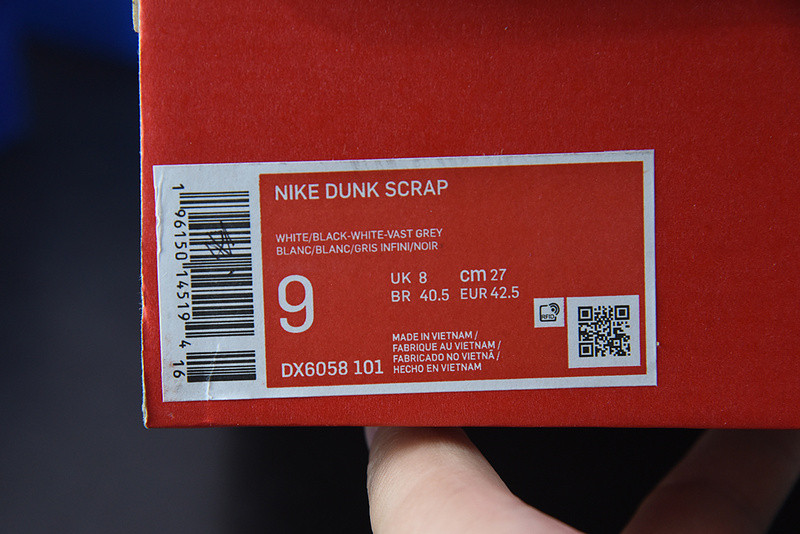 NIKE DUNK SCRAP
WHITE/BLACK-WHITE-VAST GREY
BLANC/BLANC/GRIS INFINI/NOIR
9
UK 8 cm 27
BR 40.5 EUR 42.5
MADE IN VIETNAM /
FABRIQUE AU VIETNAM /
FABRICADO NO VIETNÃ /
HECHO EN VIETNAM
DX6058 101
RFID
1 96150 14519 4 16